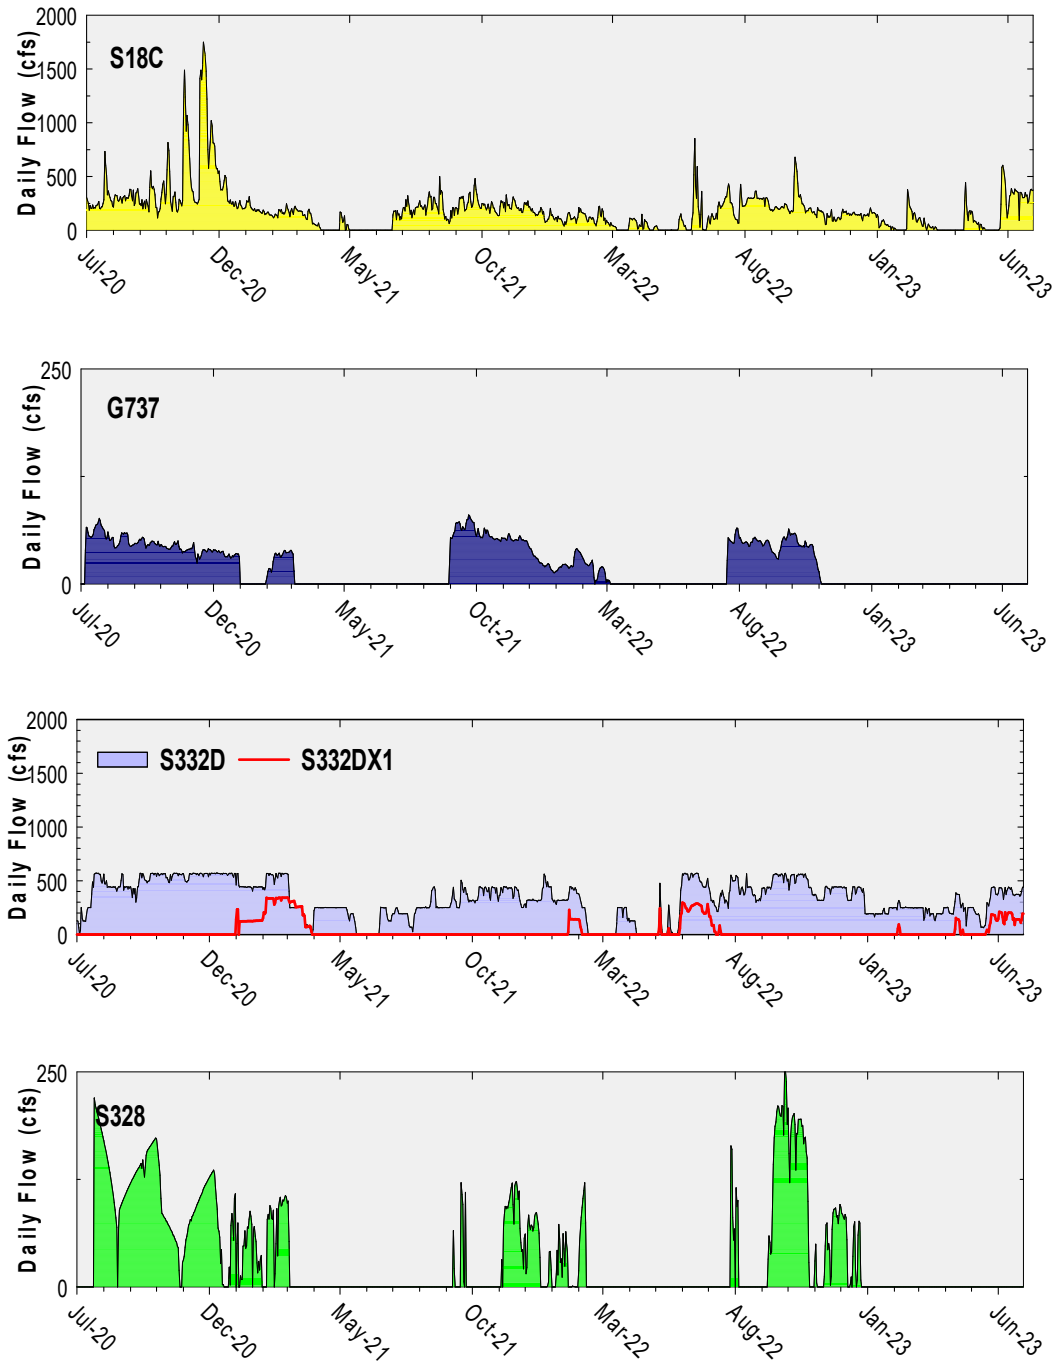 2000
1500
1000
500
0
Daily Flow (cfs)
S18C
Jul-20 Dec-20 May-21 Oct-21 Mar-22 Aug-22 Jan-23 Jun-23
250
0
Daily Flow (cfs)
G737
Jul-20 Dec-20 May-21 Oct-21 Mar-22 Aug-22 Jan-23 Jun-23
2000
1500
1000
500
0
Daily Flow (cfs)
S332D S332DX1
Jul-20 Dec-20 May-21 Oct-21 Mar-22 Aug-22 Jan-23 Jun-23
250
0
Daily Flow (cfs)
S328
Jul-20 Dec-20 May-21 Oct-21 Mar-22 Aug-22 Jan-23 Jun-23